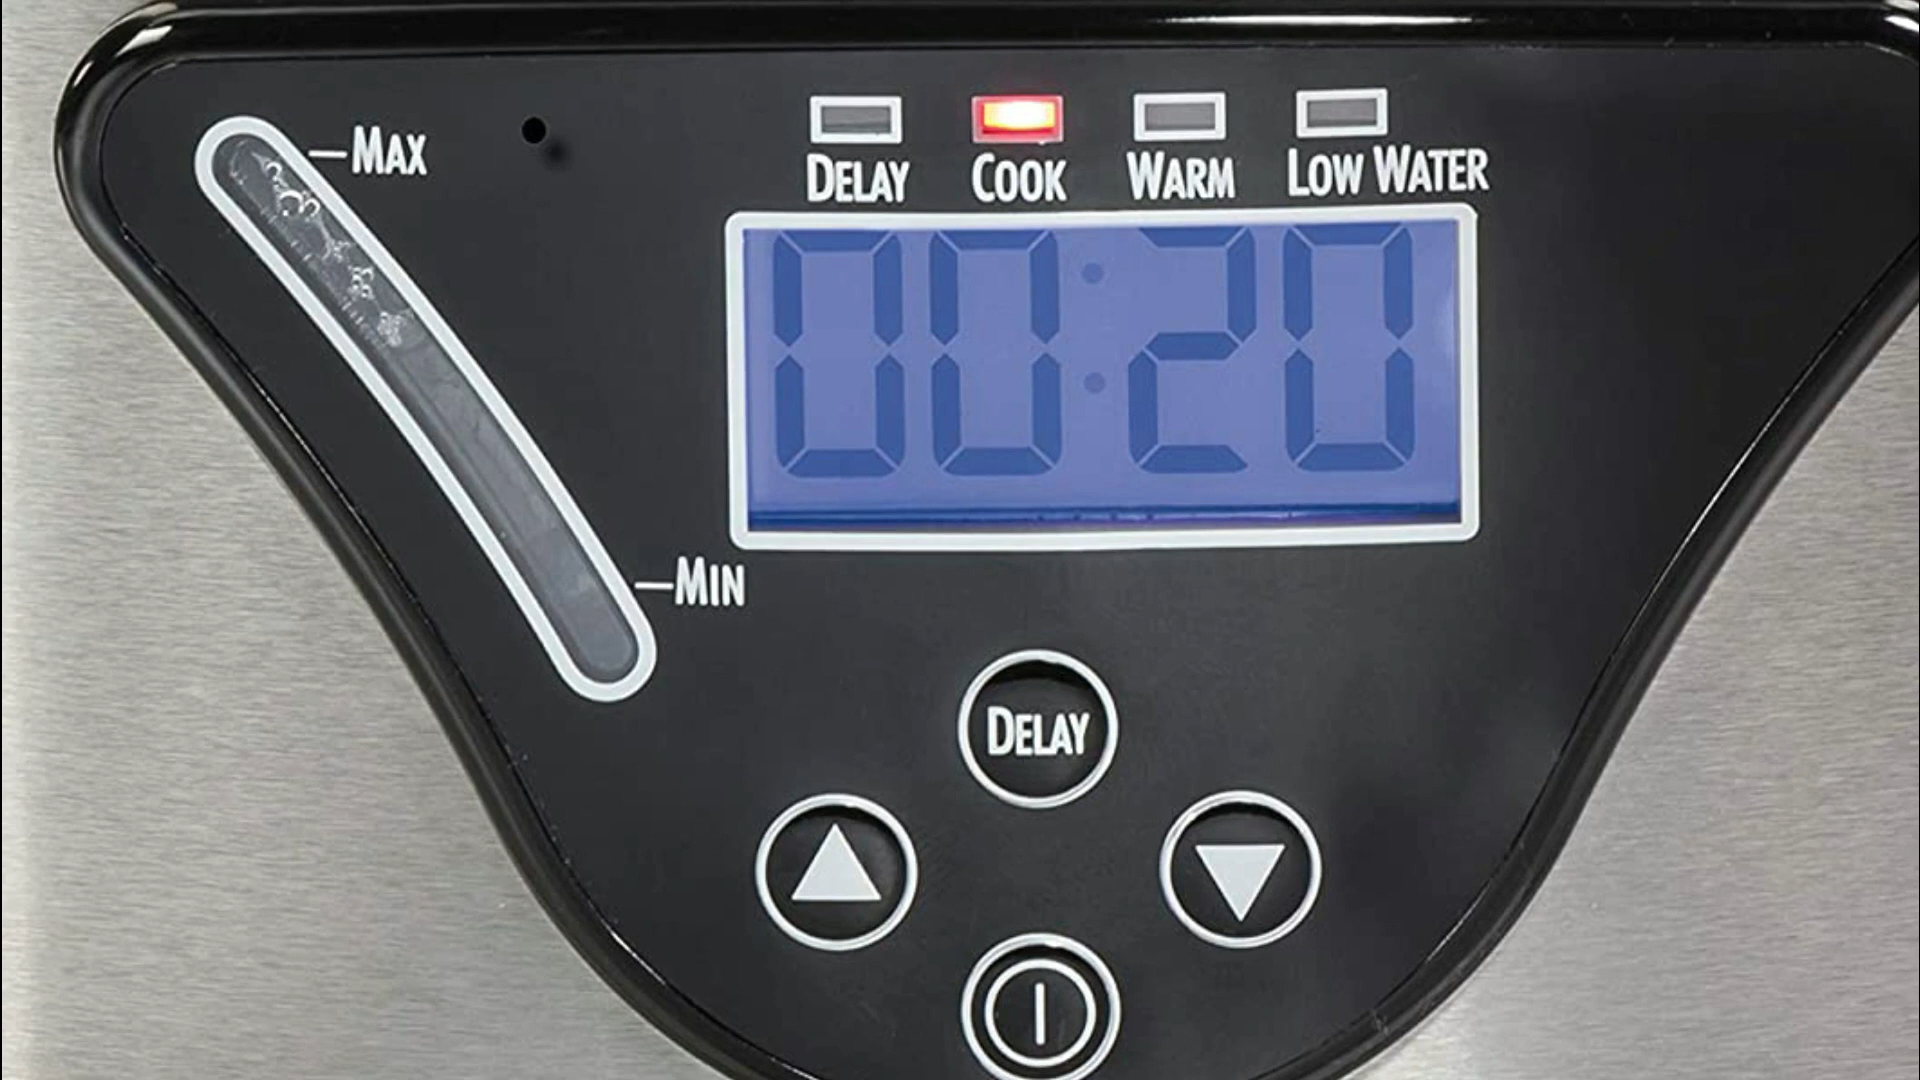 MAX
DELAY COOK WARM LOW WATER
00:20
MIN
DELAY